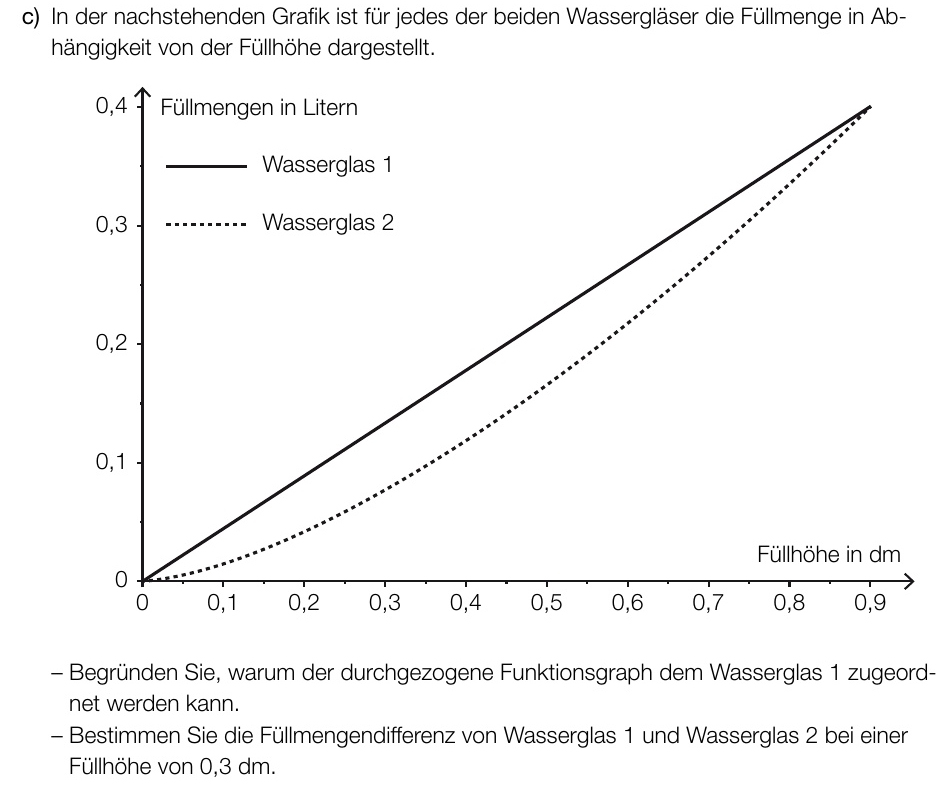 c) In der nachstehenden Grafik ist für jedes der beiden Wassergläser die Füllmenge in Ab-
hängigkeit von der Füllhöhe dargestellt.
0,4 Füllmengen in Litern
Wasserglas 1
0,3 Wasserglas 2
0,2
0,1
Füllhöhe in dm
0
0 0,1 0,2 0,3 0,4 0,5 0,6 0,7 0,8 0,9
– Begründen Sie, warum der durchgezogene Funktionsgraph dem Wasserglas 1 zugeord-
net werden kann.
– Bestimmen Sie die Füllmengendifferenz von Wasserglas 1 und Wasserglas 2 bei einer
Füllhöhe von 0,3 dm.